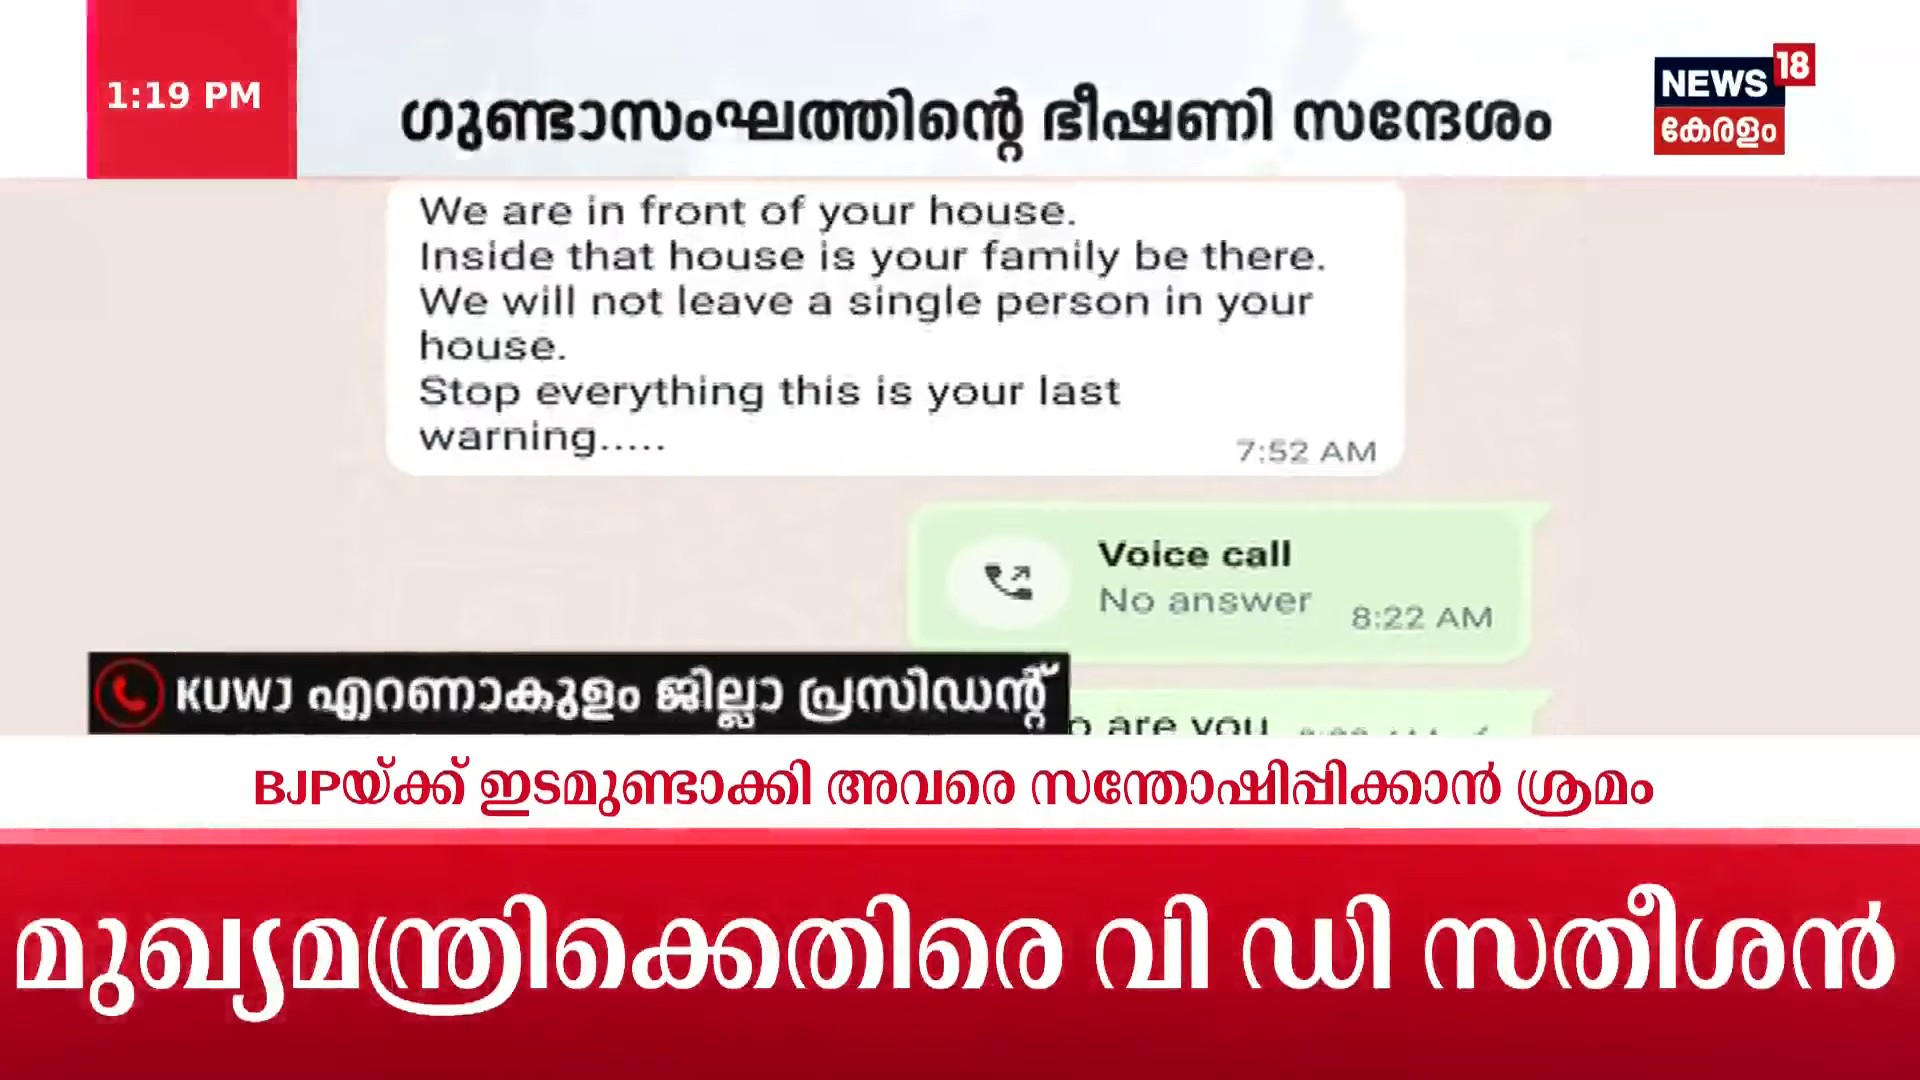 1:19 PM
ഗുണ്ടാസംഘത്തിന്റെ ഭീഷണി സന്ദേശം
NEWS 18
കേരളം
We are in front of your house.
Inside that house is your family be there.
We will not leave a single person in your
house.
Stop everything this is your last
warning.....
7:52 AM
Voice call
No answer
8:22 AM
KUWJ എറണാകുളം ജില്ലാ പ്രസിഡന്റ്
are you
BJPയ്ക്ക് ഇടമുണ്ടാക്കി അവരെ സന്തോഷിപ്പിക്കാൻ ശ്രമം
മുഖ്യമന്ത്രിക്കെതിരെ വി ഡി സതീശൻ